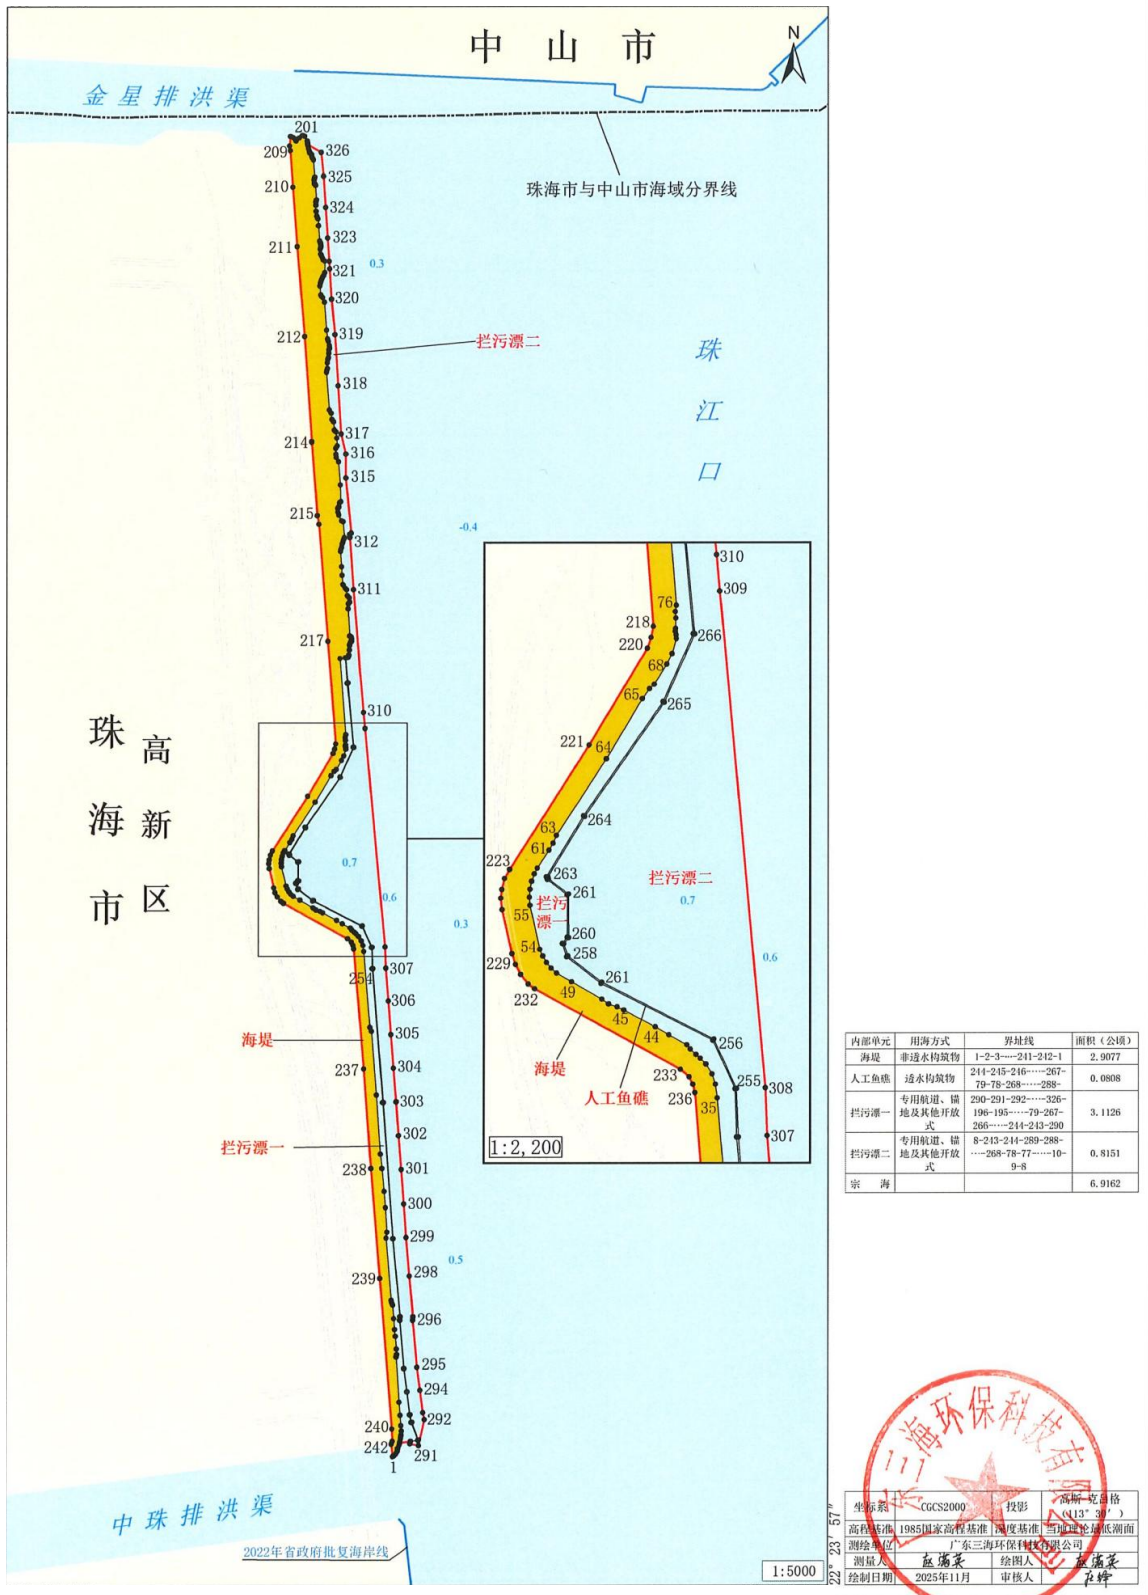 中山市
N
金星排洪渠
珠海市与中山市海域分界线
201
209
326
210
325
324
211
323
321
0.3
320
212
319
拦污漂二
318
珠江口
214
317
316
315
215
312
-0.4
311
217
310
珠海市
高新区
0.7
0.6
0.3
254
307
306
海堤
305
237
304
303
302
拦污漂一
238
301
300
299
0.5
239
298
296
295
294
240
292
242
291
1
中珠排洪渠
2022年省政府批复海岸线
310
309
76
218
266
220
68
65
265
221
64
264
63
61
223
263
拦污漂二
261
拦污
漂一
0.7
55
260
54
258
0.6
229
261
49
232
45
44
256
海堤
233
255
308
人工鱼礁
236
35
307
1:2,200
1:5000
22° 23′ 57″
内部单元 用海方式 界址线 面积（公顷）
海堤 非透水构筑物 1-2-3-…-241-242-1 2.9077
人工鱼礁 透水构筑物 244-245-246-…-267-
79-78-268-…-288- 0.0808
拦污漂一 专用航道、锚
地及其他开放
式 290-291-292-…-326-
196-195-…-79-267-
266-…-244-243-290 3.1126
拦污漂二 专用航道、锚
地及其他开放
式 8-243-244-289-288-
…-268-78-77-…-10-
9-8 0.8151
宗海 6.9162
坐标系 CGCS2000 投影 高斯-克吕格
(113° 30′)
高程基准 1985国家高程基准 深度基准 当地理论最低潮面
测绘单位 广东三海环保科技有限公司
测量人 绘图人
绘制日期 2025年11月 审核人
广东三海环保科技有限公司